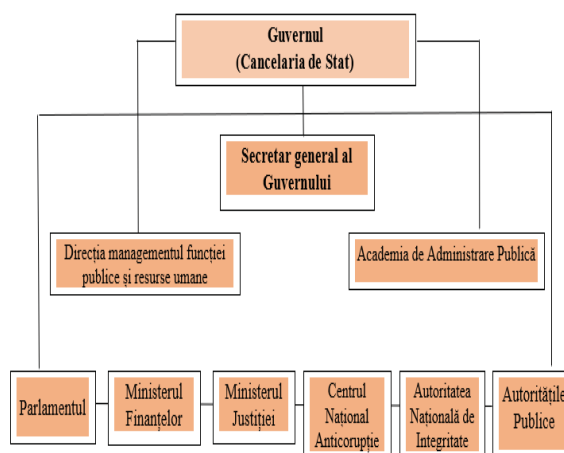 Guvernul
(Cancelaria de Stat)
Secretar general al
Guvernului
Direcția managementul funcției
publice și resurse umane
Academia de Administrare Publică
Parlamentul
Ministerul
Finanțelor
Ministerul
Justiției
Centrul
Național
Anticorupție
Autoritatea
Națională de
Integritate
Autoritățile
Publice